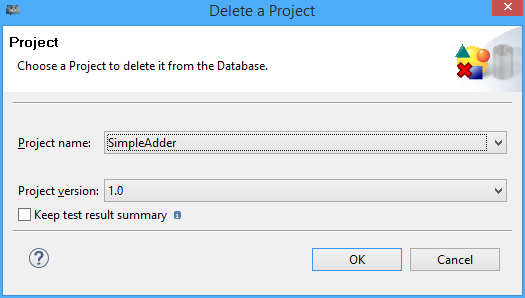 Delete a Project
Project
Choose a Project to delete it from the Database.
Project name: SimpleAdder
Project version: 1.0
Keep test result summary
OK Cancel